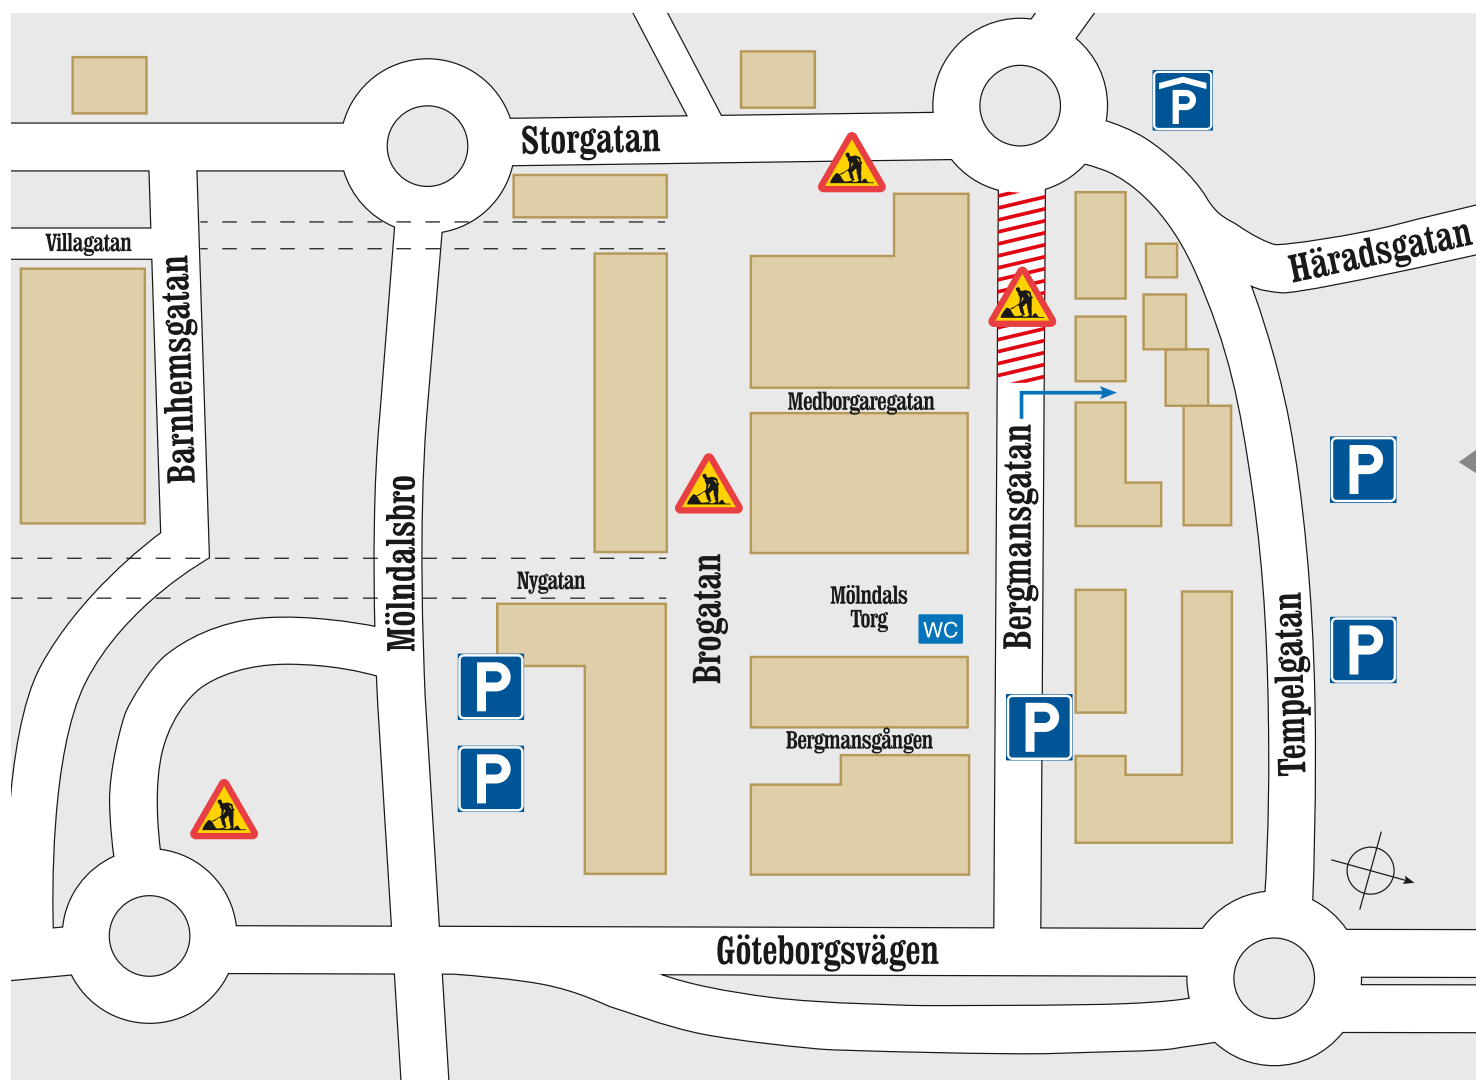 P
Storgatan
Villagatan
Häradsgatan
Barnhemsgatan
Medborgaregatan
Bergmansgatan
P
Mölndalsbro
Nygatan
Brogatan
Mölndals
Torg
WC
Tempelgatan
P
P
P
Bergmansgången
P
Göteborgsvägen